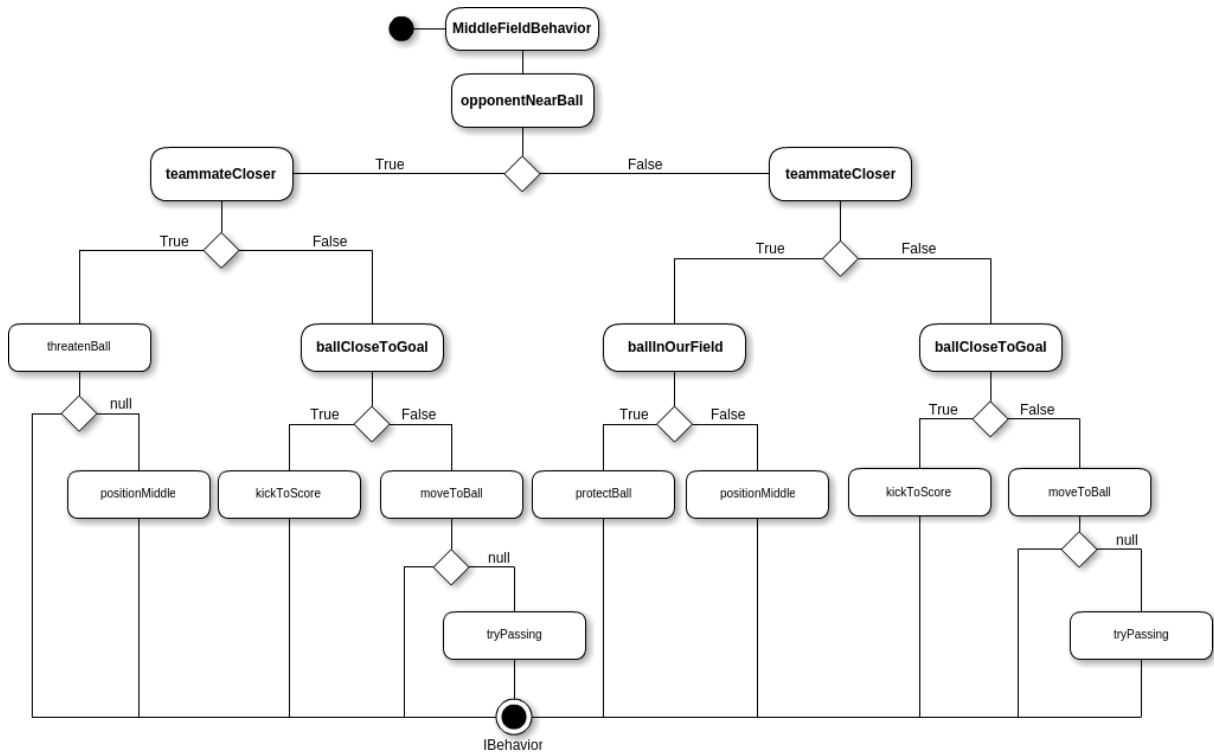 MiddleFieldBehavior
opponentNearBall
True
False
teammateCloser
teammateCloser
True
False
True
False
threatenBall
ballCloseToGoal
ballInOurField
ballCloseToGoal
null
True
False
True
False
True
False
positionMiddle
kickToScore
moveToBall
protectBall
positionMiddle
kickToScore
moveToBall
null
null
tryPassing
tryPassing
IBehavior